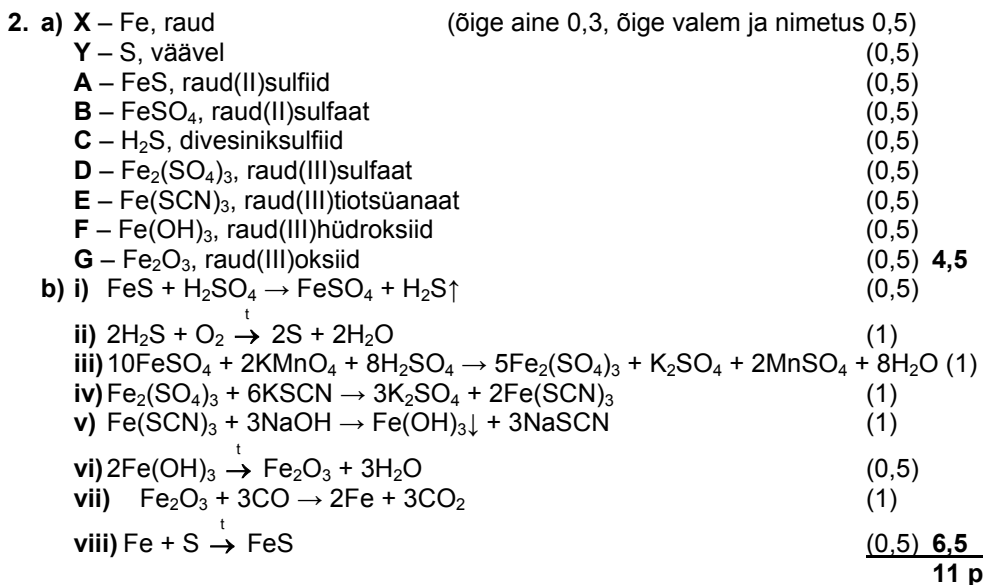 2. a) X – Fe, raud (õige aine 0,3, õige valem ja nimetus 0,5)
Y – S, väävel (0,5)
A – FeS, raud(II)sulfiid (0,5)
B – FeSO₄, raud(II)sulfaat (0,5)
C – H₂S, divesiniksulfiid (0,5)
D – Fe₂(SO₄)₃, raud(III)sulfaat (0,5)
E – Fe(SCN)₃, raud(III)tiotsüanaat (0,5)
F – Fe(OH)₃, raud(III)hüdroksiid (0,5)
G – Fe₂O₃, raud(III)oksiid (0,5) 4,5
b) i) FeS + H₂SO₄ → FeSO₄ + H₂S↑ (0,5)
t
ii) 2H₂S + O₂ → 2S + 2H₂O (1)
iii) 10FeSO₄ + 2KMnO₄ + 8H₂SO₄ → 5Fe₂(SO₄)₃ + K₂SO₄ + 2MnSO₄ + 8H₂O (1)
iv) Fe₂(SO₄)₃ + 6KSCN → 3K₂SO₄ + 2Fe(SCN)₃ (1)
v) Fe(SCN)₃ + 3NaOH → Fe(OH)₃↓ + 3NaSCN (1)
t
vi) 2Fe(OH)₃ → Fe₂O₃ + 3H₂O (0,5)
vii) Fe₂O₃ + 3CO → 2Fe + 3CO₂ (1)
t
viii) Fe + S → FeS (0,5) 6,5
11 p